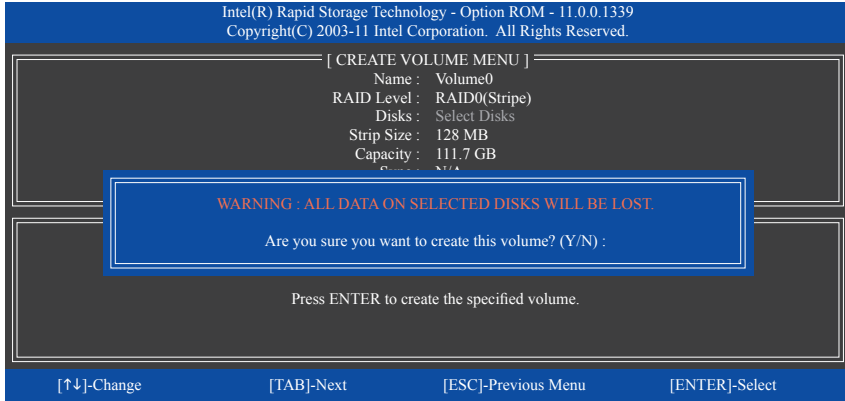 Intel(R) Rapid Storage Technology - Option ROM - 11.0.0.1339
Copyright(C) 2003-11 Intel Corporation. All Rights Reserved.
[ CREATE VOLUME MENU ]
Name : Volume0
RAID Level : RAID0(Stripe)
Disks : Select Disks
Strip Size : 128 MB
Capacity : 111.7 GB
N/A
WARNING : ALL DATA ON SELECTED DISKS WILL BE LOST.
Are you sure you want to create this volume? (Y/N) :
Press ENTER to create the specified volume.
[↑↓]-Change [TAB]-Next [ESC]-Previous Menu [ENTER]-Select